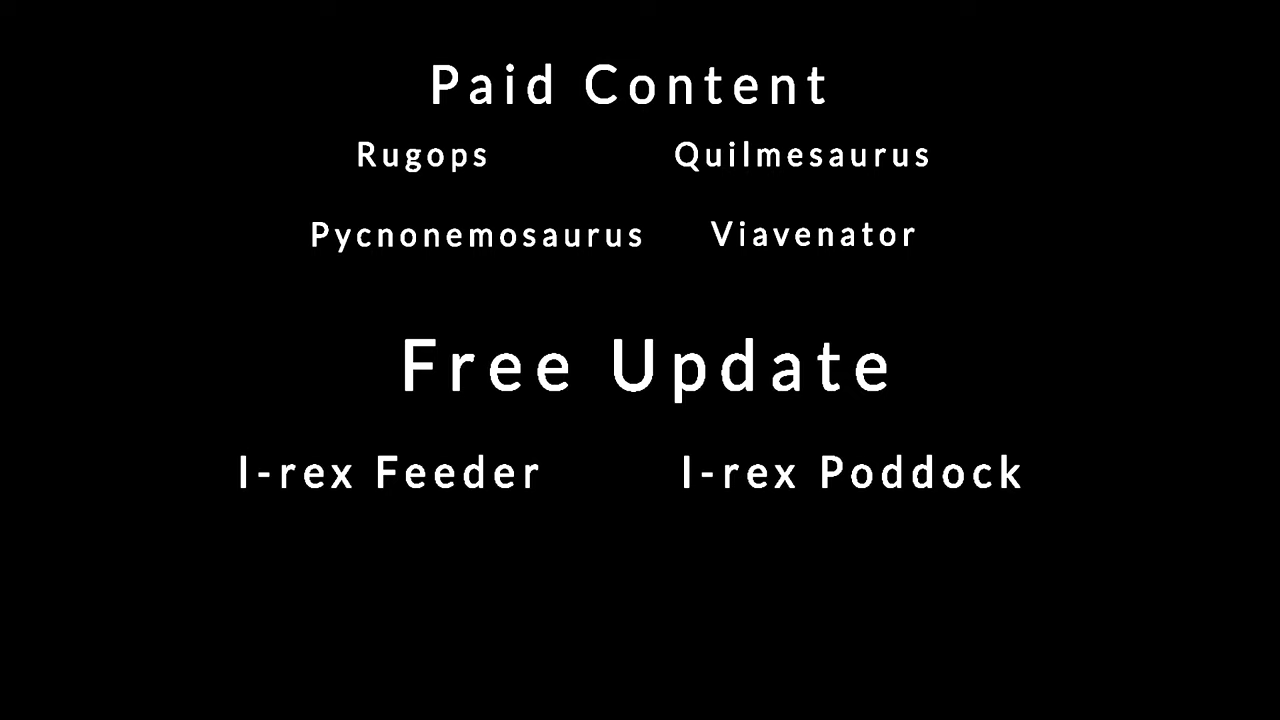 Paid Content
Rugops Quilmesaurus
Pycnonemosaurus Viavenator
Free Update
I-rex Feeder I-rex Poddock